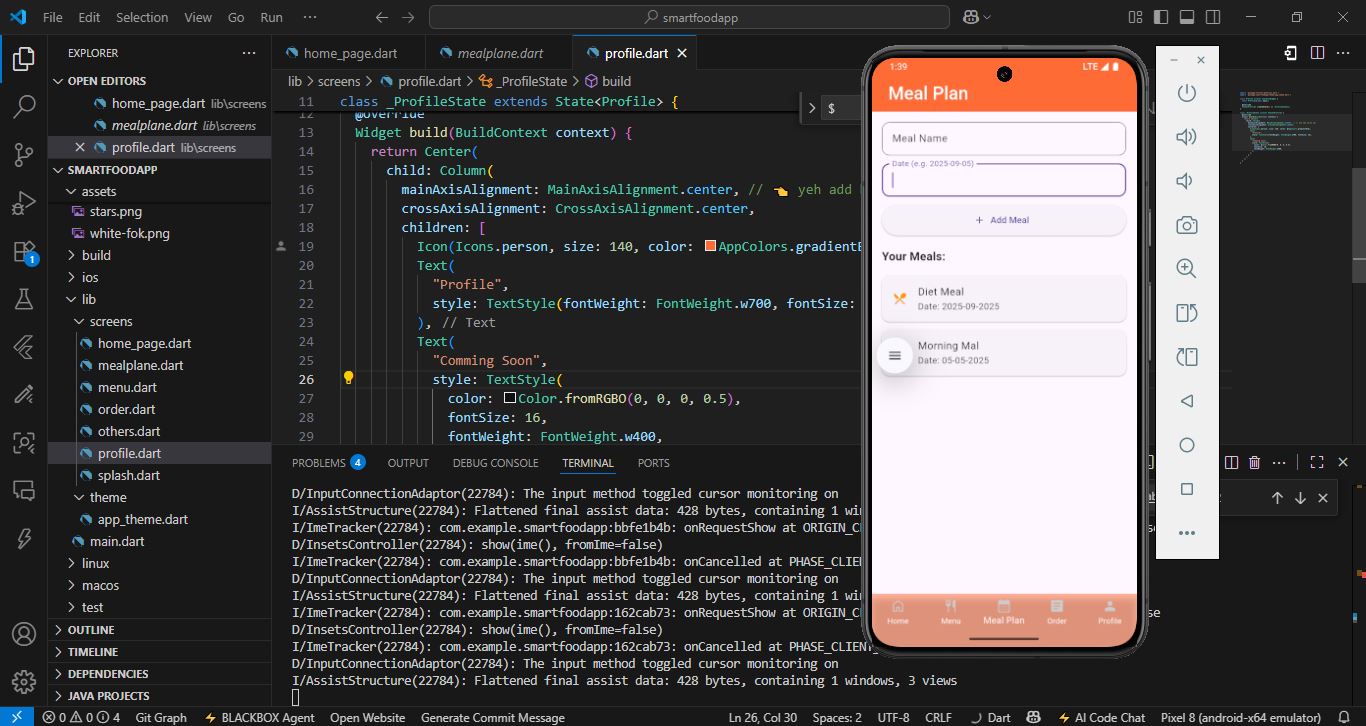 File Edit Selection View Go Run ··· smartfoodapp
EXPLORER
OPEN EDITORS
home_page.dart lib\screens
mealplane.dart lib\screens
profile.dart lib\screens
SMARTFOODAPP
assets
stars.png
white-fok.png
build
ios
lib
screens
home_page.dart
mealplane.dart
menu.dart
order.dart
others.dart
profile.dart
splash.dart
theme
app_theme.dart
main.dart
linux
macos
test
OUTLINE
TIMELINE
DEPENDENCIES
JAVA PROJECTS
1
home_page.dart mealplane.dart profile.dart
lib > screens > profile.dart > _ProfileState > build
11 class _ProfileState extends State<Profile> {
12 @override
13 Widget build(BuildContext context) {
14 return Center(
15 child: Column(
16 mainAxisAlignment: MainAxisAlignment.center, // 👈 yeh add
17 crossAxisAlignment: CrossAxisAlignment.center,
18 children: [
19 Icon(Icons.person, size: 140, color: AppColors.gradientE
20 Text(
21 "Profile",
22 style: TextStyle(fontWeight: FontWeight.w700, fontSize:
23 ), // Text
24 Text(
25 "Comming Soon",
26 style: TextStyle(
27 color: Color.fromRGBO(0, 0, 0, 0.5),
28 fontSize: 16,
29 fontWeight: FontWeight.w400,
$
PROBLEMS 4 OUTPUT DEBUG CONSOLE TERMINAL PORTS
D/InputConnectionAdaptor(22784): The input method toggled cursor monitoring on
I/AssistStructure(22784): Flattened final assist data: 428 bytes, containing 1 win
I/ImeTracker(22784): com.example.smartfoodapp:bbfe1b4b: onRequestShow at ORIGIN_C
D/InsetsController(22784): show(ime(), fromIme=false)
I/ImeTracker(22784): com.example.smartfoodapp:bbfe1b4b: onCancelled at PHASE_CLIE
D/InputConnectionAdaptor(22784): The input method toggled cursor monitoring on
I/AssistStructure(22784): Flattened final assist data: 428 bytes, containing 1 win
I/ImeTracker(22784): com.example.smartfoodapp:162cab73: onRequestShow at ORIGIN_C
D/InsetsController(22784): show(ime(), fromIme=false)
I/ImeTracker(22784): com.example.smartfoodapp:162cab73: onCancelled at PHASE_CLIENT_
D/InputConnectionAdaptor(22784): The input method toggled cursor monitoring on
I/AssistStructure(22784): Flattened final assist data: 428 bytes, containing 1 windows, 3 views
1:39 LTE
Meal Plan
Meal Name
Date (e.g. 2025-09-05)
+ Add Meal
Your Meals:
Diet Meal
Date: 2025-09-2025
Morning Mal
Date: 05-05-2025
Home Menu Meal Plan Order Profile
0 0 4 Git Graph BLACKBOX Agent Open Website Generate Commit Message Ln 26, Col 30 Spaces: 2 UTF-8 CRLF Dart AI Code Chat Pixel 8 (android-x64 emulator)